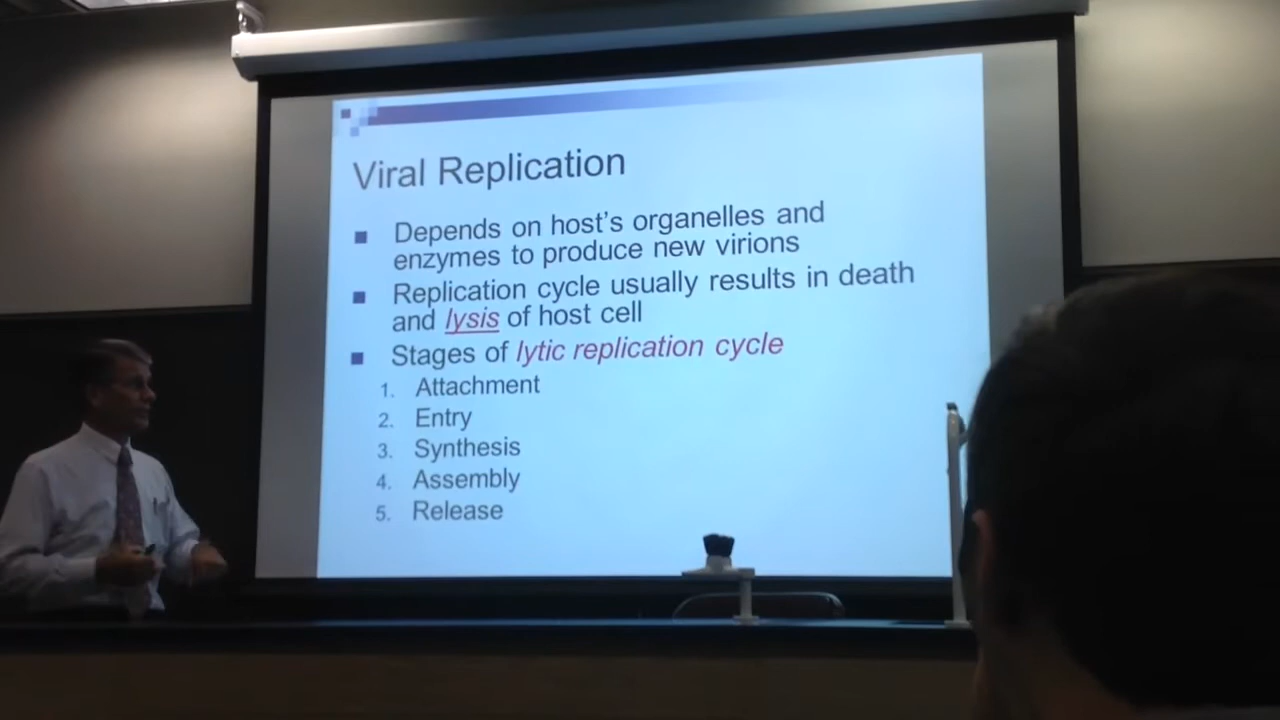 Viral Replication
Depends on host's organelles and
enzymes to produce new virions
Replication cycle usually results in death
and lysis of host cell
Stages of lytic replication cycle
1. Attachment
2. Entry
3. Synthesis
4. Assembly
5. Release